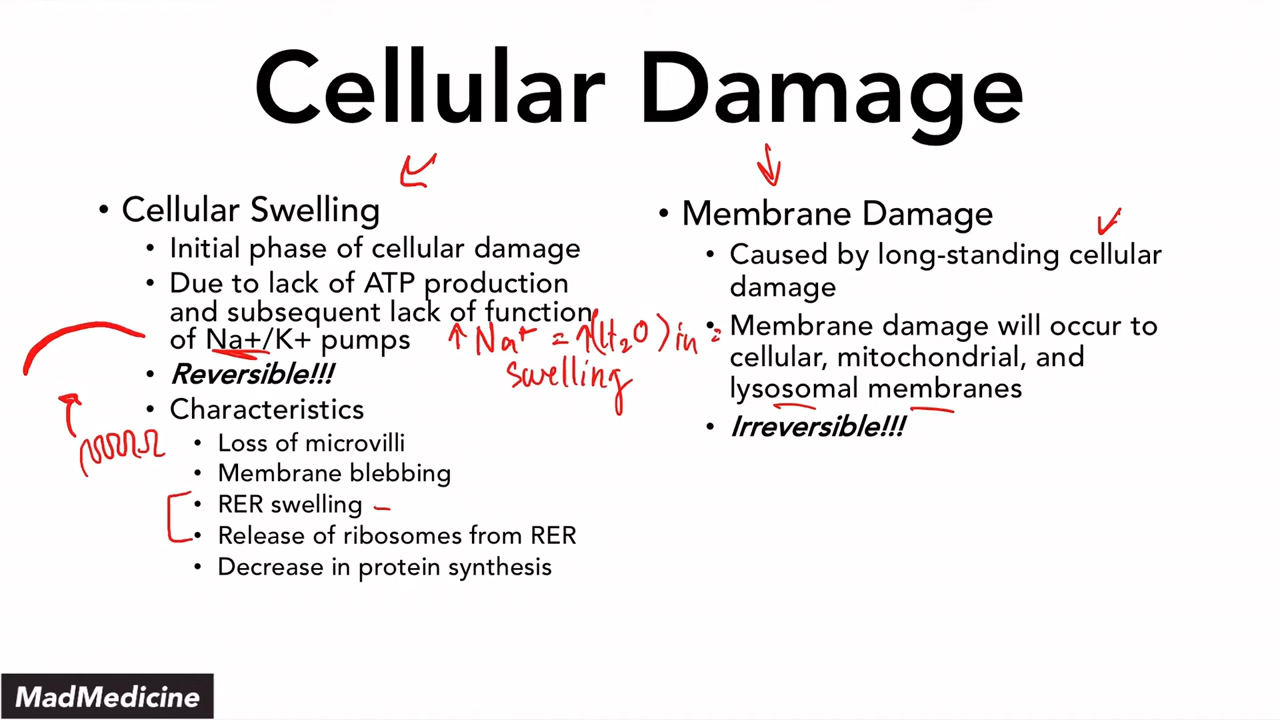 Cellular Damage
• Cellular Swelling
• Initial phase of cellular damage
• Due to lack of ATP production
and subsequent lack of function
of Na+/K+ pumps
↑ Na+ = ↑(H2O) in =
swelling
• Reversible!!!
• Characteristics
• Loss of microvilli
• Membrane blebbing
• RER swelling
• Release of ribosomes from RER
• Decrease in protein synthesis
• Membrane Damage
• Caused by long-standing cellular
damage
• Membrane damage will occur to
cellular, mitochondrial, and
lysosomal membranes
• Irreversible!!!
MadMedicine